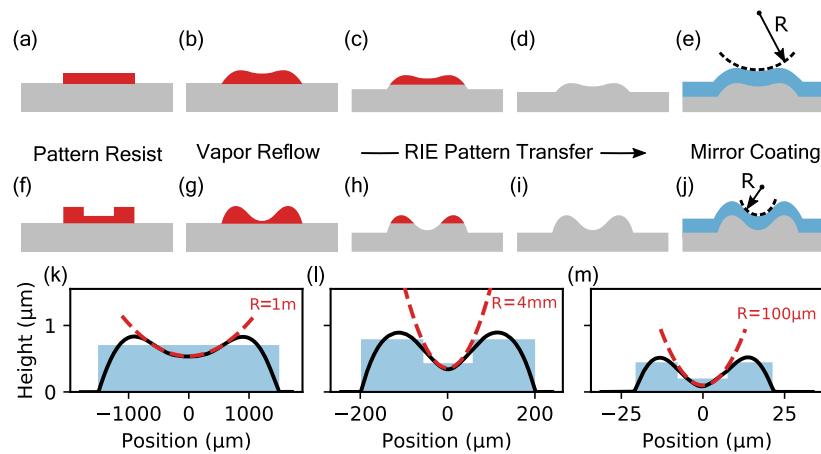 (a) (b) (c) (d) (e)
R
Pattern Resist Vapor Reflow RIE Pattern Transfer Mirror Coating
(f) (g) (h) (i) (j)
R
(k) (l) (m)
R=1m R=4mm R=100μm
Height (μm)
1
0
−1000 0 1000 −200 0 200 −25 0 25
Position (μm) Position (μm) Position (μm)